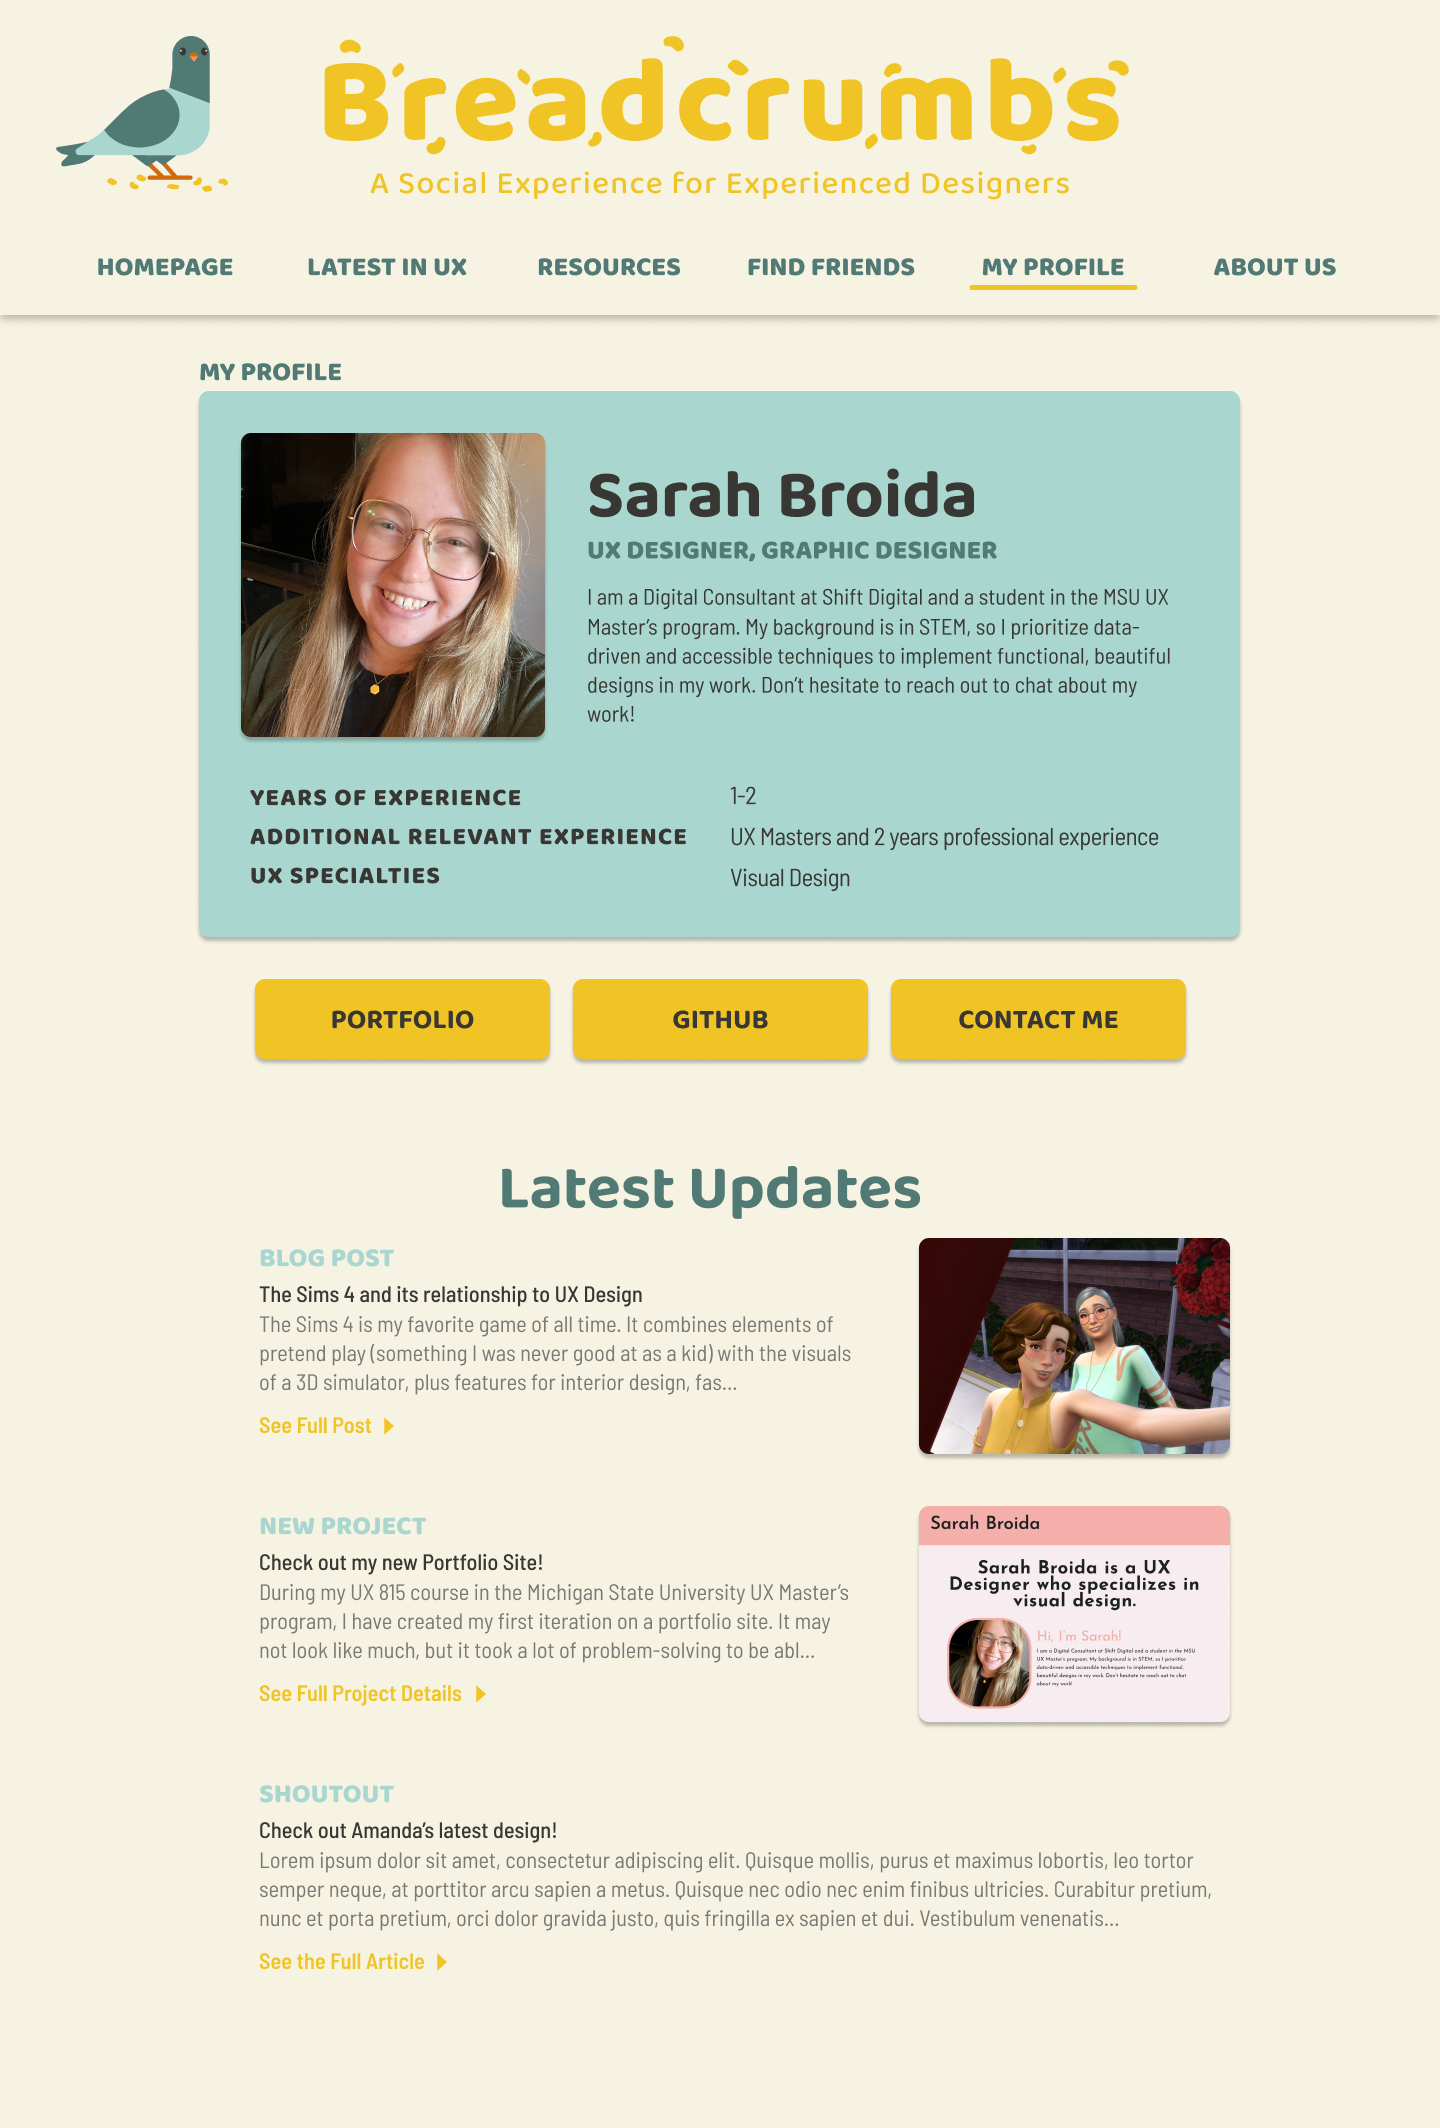 Breadcrumbs
A Social Experience for Experienced Designers
HOMEPAGE LATEST IN UX RESOURCES FIND FRIENDS MY PROFILE ABOUT US
MY PROFILE
Sarah Broida
UX DESIGNER, GRAPHIC DESIGNER
I am a Digital Consultant at Shift Digital and a student in the MSU UX
Master's program. My background is in STEM, so I prioritize data-
driven and accessible techniques to implement functional, beautiful
designs in my work. Don't hesitate to reach out to chat about my
work!
YEARS OF EXPERIENCE 1-2
ADDITIONAL RELEVANT EXPERIENCE UX Masters and 2 years professional experience
UX SPECIALTIES Visual Design
PORTFOLIO GITHUB CONTACT ME
Latest Updates
BLOG POST
The Sims 4 and its relationship to UX Design
The Sims 4 is my favorite game of all time. It combines elements of
pretend play (something I was never good at as a kid) with the visuals
of a 3D simulator, plus features for interior design, fas...
See Full Post
NEW PROJECT
Check out my new Portfolio Site!
During my UX 815 course in the Michigan State University UX Master's
program, I have created my first iteration on a portfolio site. It may
not look like much, but it took a lot of problem-solving to be abl...
See Full Project Details
Sarah Broida
Sarah Broida is a UX
Designer who specializes in
visual design.
Hi, I'm Sarah!
I am a Digital Consultant at Shift Digital and a student in the MSU
UX Master's program. My background is in STEM, so I prioritize
data-driven and accessible techniques to implement functional,
beautiful designs in my work. Don't hesitate to reach out to chat
about my work!
SHOUTOUT
Check out Amanda's latest design!
Lorem ipsum dolor sit amet, consectetur adipiscing elit. Quisque mollis, purus et maximus lobortis, leo tortor
semper neque, at porttitor arcu sapien a metus. Quisque nec odio nec enim finibus ultricies. Curabitur pretium,
nunc et porta pretium, orci dolor gravida justo, quis fringilla ex sapien et dui. Vestibulum venenatis...
See the Full Article